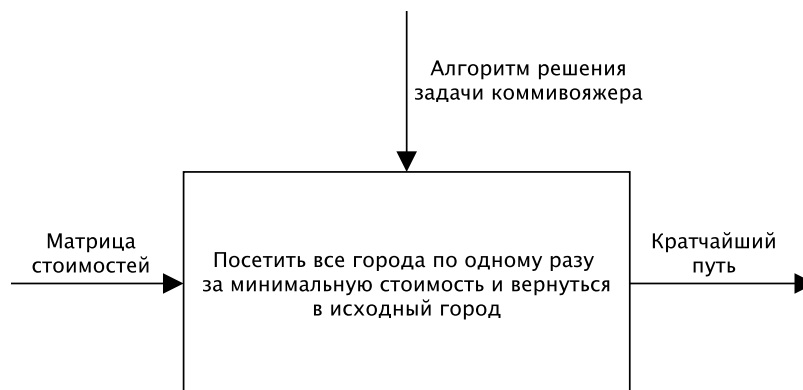 Алгоритм решения
задачи коммивояжера
Матрица
стоимостей
Посетить все города по одному разу
за минимальную стоимость и вернуться
в исходный город
Кратчайший
путь